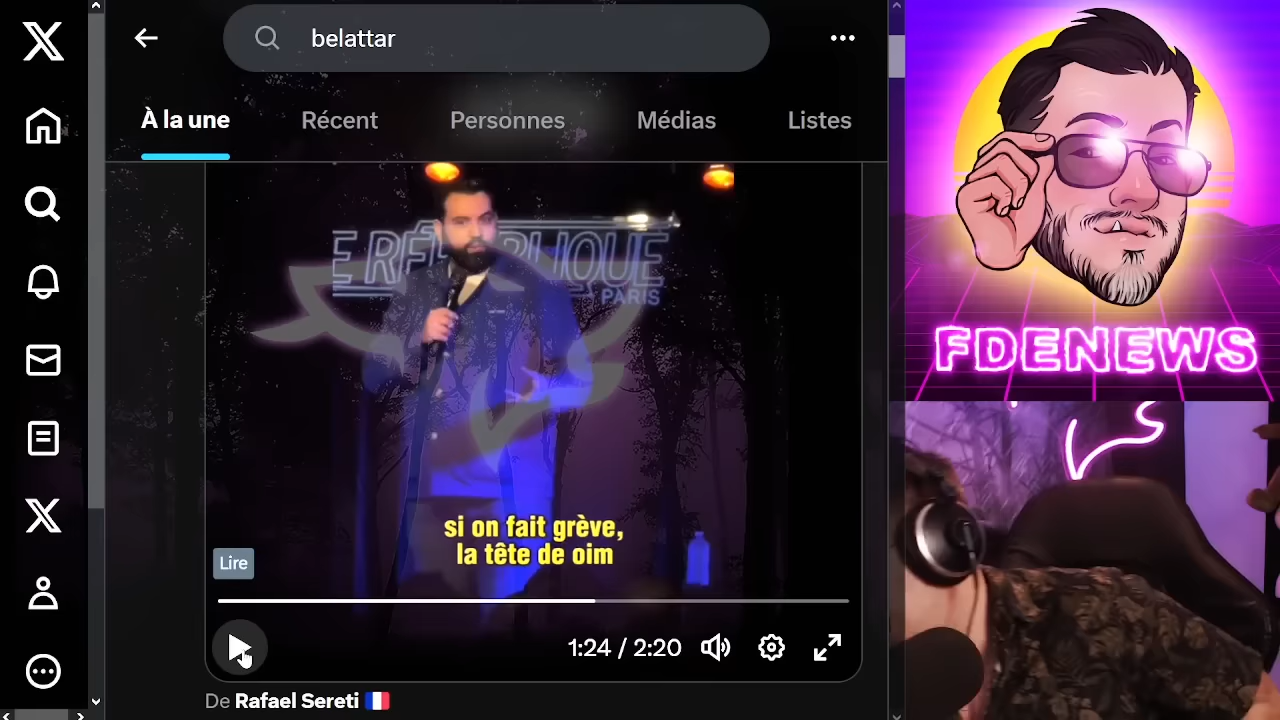 belattar
À la une
Récent
Personnes
Médias
Listes
E RÉPUBLIQUE
PARIS
si on fait grève,
la tête de oim
Lire
1:24 / 2:20
De Rafael Sereti
FDENEWS